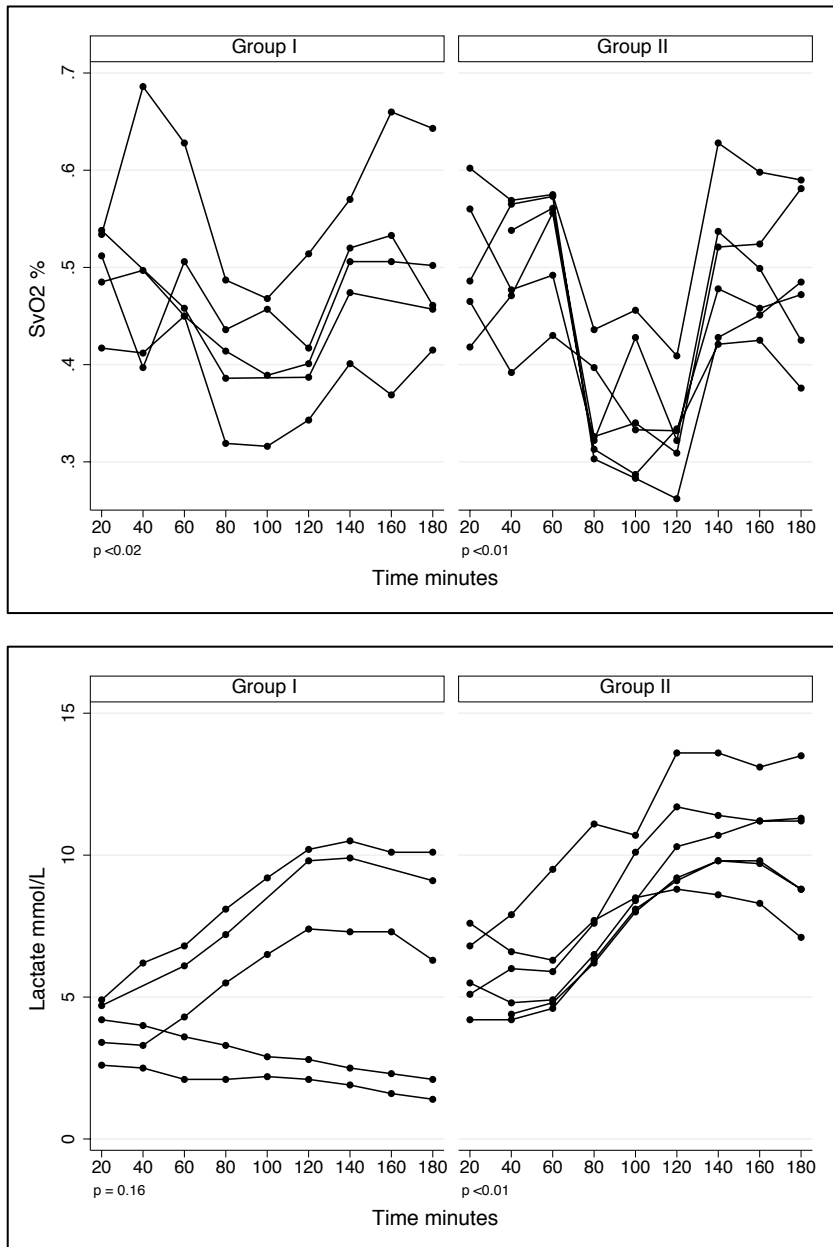 Group I Group II
.7
.6
.5
.4
.3
SvO2 %
20 40 60 80 100 120 140 160 180 20 40 60 80 100 120 140 160 180
p <0.02 p <0.01
Time minutes
Group I Group II
15
10
5
0
Lactate mmol/L
20 40 60 80 100 120 140 160 180 20 40 60 80 100 120 140 160 180
p = 0.16 p <0.01
Time minutes